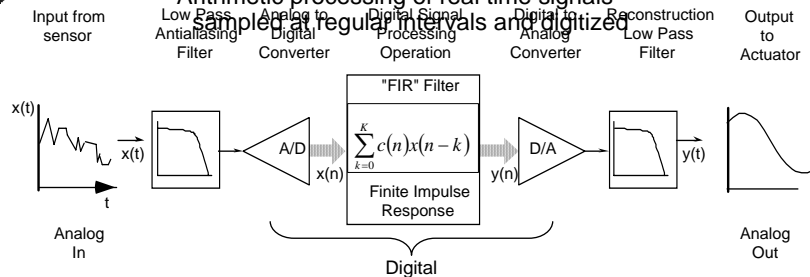 Arithmetic processing of real time signals
sampled at regular intervals and digitized
Input from
sensor
Low Pass
Antialiasing
Filter
Analog to
Digital
Converter
Digital Signal
Processing
Operation
Digital to
Analog
Converter
Reconstruction
Low Pass
Filter
Output
to
Actuator
x(t)
t
x(t)
A/D
x(n)
"FIR" Filter
K
∑ c(n)x(n − k)
k=0
Finite Impulse
Response
y(n)
D/A
y(t)
Analog
In
Digital
Analog
Out